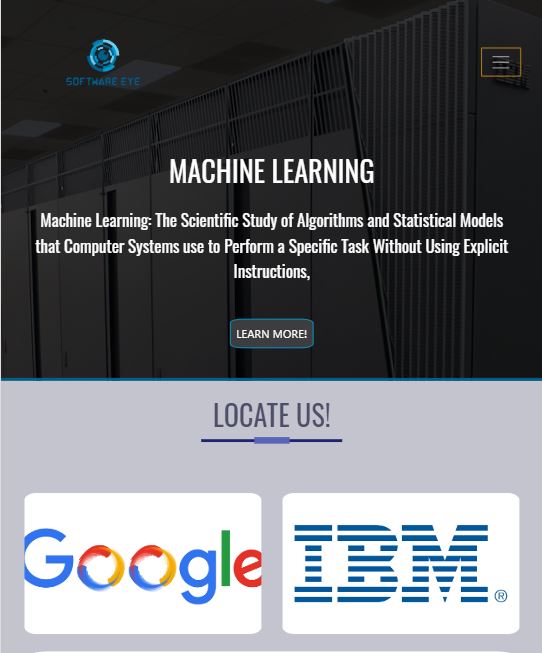 SOFTWARE EYE
MACHINE LEARNING
Machine Learning: The Scientific Study of Algorithms and Statistical Models
that Computer Systems use to Perform a Specific Task Without Using Explicit
Instructions,
LEARN MORE!
LOCATE US!
Google
IBM®